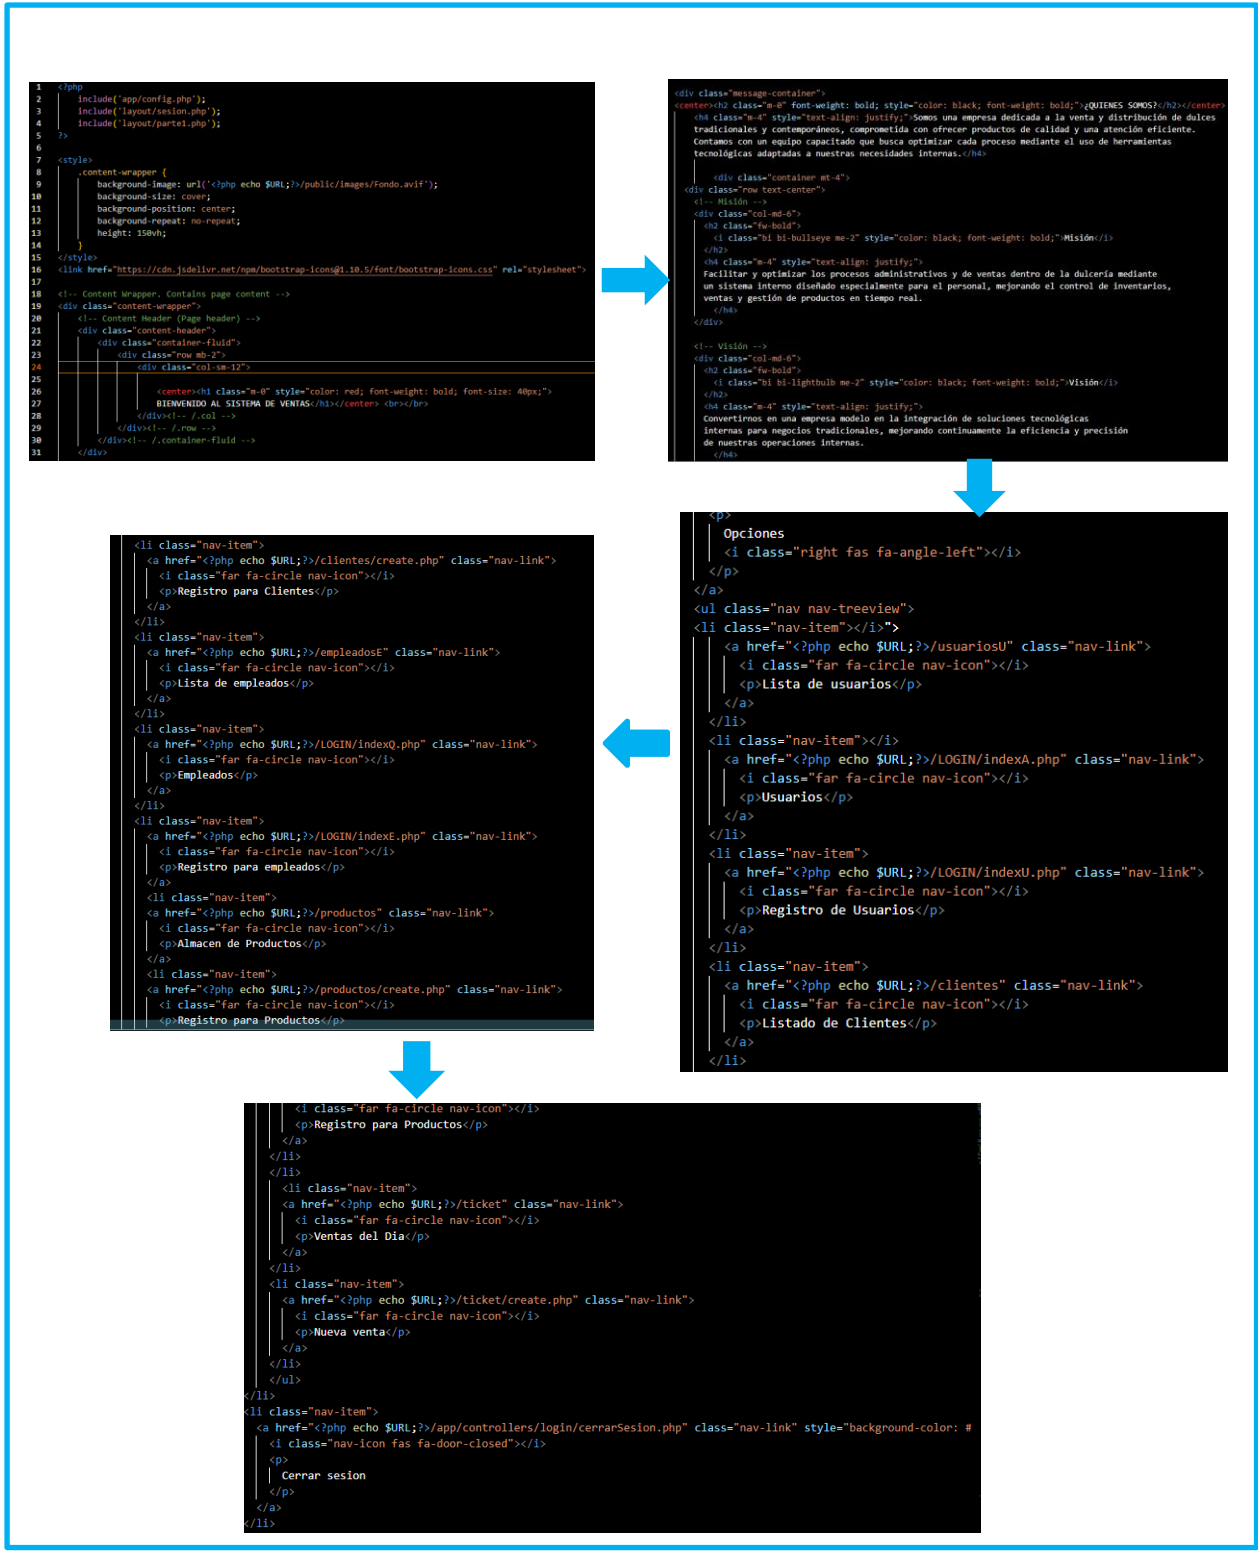 1 <?php
2 include('app/config.php');
3 include('layout/sesion.php');
4 include('layout/parte1.php');
5 ?>
6
7 <style>
8 .content-wrapper {
9 background-image: url('<?php echo $URL;?>/public/images/Fondo.avif');
10 background-size: cover;
11 background-position: center;
12 background-repeat: no-repeat;
13 height: 150vh;
14 }
15 </style>
16 <link href="https://cdn.jsdelivr.net/npm/bootstrap-icons@1.10.5/font/bootstrap-icons.css" rel="stylesheet">
17
18 <!-- Content Wrapper. Contains page content -->
19 <div class="content-wrapper">
20 <!-- Content Header (Page header) -->
21 <div class="content-header">
22 <div class="container-fluid">
23 <div class="row mb-2">
24 <div class="col-sm-12">
25
26 <center><h1 class="m-0" style="color: red; font-weight: bold; font-size: 40px;">
27 BIENVENIDO AL SISTEMA DE VENTAS</h1></center> <br></br>
28 </div><!-- /.col -->
29 </div><!-- /.row -->
30 </div><!-- /.container-fluid -->
31 </div>
<div class="message-container">
<center><h2 class="m-0" font-weight: bold; style="color: black; font-weight: bold;">¿QUIENES SOMOS?</h2></center>
<h4 class="m-4" style="text-align: justify;">Somos una empresa dedicada a la venta y distribución de dulces
tradicionales y contemporáneos, comprometida con ofrecer productos de calidad y una atención eficiente.
Contamos con un equipo capacitado que busca optimizar cada proceso mediante el uso de herramientas
tecnológicas adaptadas a nuestras necesidades internas.</h4>
<div class="container mt-4">
<div class="row text-center">
<!-- Misión -->
<div class="col-md-6">
<h2 class="fw-bold">
<i class="bi bi-bullseye me-2" style="color: black; font-weight: bold;">Misión</i>
</h2>
<h4 class="m-4" style="text-align: justify;">
Facilitar y optimizar los procesos administrativos y de ventas dentro de la dulcería mediante
un sistema interno diseñado especialmente para el personal, mejorando el control de inventarios,
ventas y gestión de productos en tiempo real.
</h4>
</div>
<!-- Visión -->
<div class="col-md-6">
<h2 class="fw-bold">
<i class="bi bi-lightbulb me-2" style="color: black; font-weight: bold;">Visión</i>
</h2>
<h4 class="m-4" style="text-align: justify;">
Convertirnos en una empresa modelo en la integración de soluciones tecnológicas
internas para negocios tradicionales, mejorando continuamente la eficiencia y precisión
de nuestras operaciones internas.
</h4>
<p>
Opciones
<i class="right fas fa-angle-left"></i>
</p>
</a>
<ul class="nav nav-treeview">
<li class="nav-item"></i>">
<a href="<?php echo $URL;?>/usuariosU" class="nav-link">
<i class="far fa-circle nav-icon"></i>
<p>Lista de usuarios</p>
</a>
</li>
<li class="nav-item"></i>
<a href="<?php echo $URL;?>/LOGIN/indexA.php" class="nav-link">
<i class="far fa-circle nav-icon"></i>
<p>Usuarios</p>
</a>
</li>
<li class="nav-item">
<a href="<?php echo $URL;?>/LOGIN/indexU.php" class="nav-link">
<i class="far fa-circle nav-icon"></i>
<p>Registro de Usuarios</p>
</a>
</li>
<li class="nav-item">
<a href="<?php echo $URL;?>/clientes" class="nav-link">
<i class="far fa-circle nav-icon"></i>
<p>Listado de Clientes</p>
</a>
</li>
<li class="nav-item">
<a href="<?php echo $URL;?>/clientes/create.php" class="nav-link">
<i class="far fa-circle nav-icon"></i>
<p>Registro para Clientes</p>
</a>
</li>
<li class="nav-item">
<a href="<?php echo $URL;?>/empleadosE" class="nav-link">
<i class="far fa-circle nav-icon"></i>
<p>Lista de empleados</p>
</a>
</li>
<li class="nav-item">
<a href="<?php echo $URL;?>/LOGIN/indexQ.php" class="nav-link">
<i class="far fa-circle nav-icon"></i>
<p>Empleados</p>
</a>
</li>
<li class="nav-item">
<a href="<?php echo $URL;?>/LOGIN/indexE.php" class="nav-link">
<i class="far fa-circle nav-icon"></i>
<p>Registro para empleados</p>
</a>
<li class="nav-item">
<a href="<?php echo $URL;?>/productos" class="nav-link">
<i class="far fa-circle nav-icon"></i>
<p>Almacen de Productos</p>
</a>
<li class="nav-item">
<a href="<?php echo $URL;?>/productos/create.php" class="nav-link">
<i class="far fa-circle nav-icon"></i>
<p>Registro para Productos</p>
<i class="far fa-circle nav-icon"></i>
<p>Registro para Productos</p>
</a>
</li>
</li>
<li class="nav-item">
<a href="<?php echo $URL;?>/ticket" class="nav-link">
<i class="far fa-circle nav-icon"></i>
<p>Ventas del Dia</p>
</a>
</li>
<li class="nav-item">
<a href="<?php echo $URL;?>/ticket/create.php" class="nav-link">
<i class="far fa-circle nav-icon"></i>
<p>Nueva venta</p>
</a>
</li>
</ul>
</li>
<li class="nav-item">
<a href="<?php echo $URL;?>/app/controllers/login/cerrarSesion.php" class="nav-link" style="background-color: #
<i class="nav-icon fas fa-door-closed"></i>
<p>
Cerrar sesion
</p>
</a>
</li>